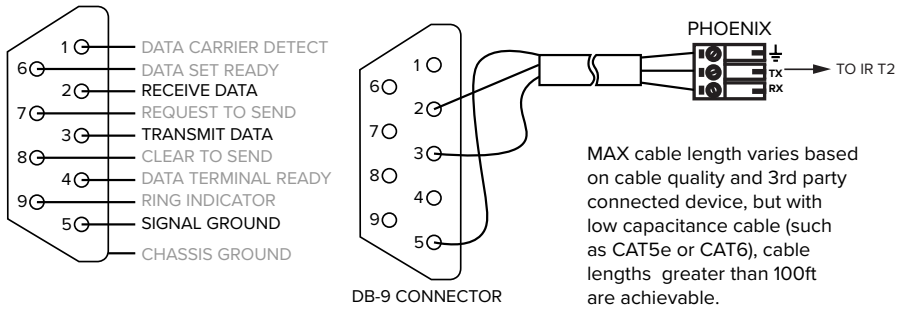 1 DATA CARRIER DETECT
6 DATA SET READY
2 RECEIVE DATA
7 REQUEST TO SEND
3 TRANSMIT DATA
8 CLEAR TO SEND
4 DATA TERMINAL READY
9 RING INDICATOR
5 SIGNAL GROUND
CHASSIS GROUND
1
6
2
7
3
8
4
9
5
DB-9 CONNECTOR
PHOENIX
TX
RX
TO IR T2
MAX cable length varies based
on cable quality and 3rd party
connected device, but with
low capacitance cable (such
as CAT5e or CAT6), cable
lengths greater than 100ft
are achievable.